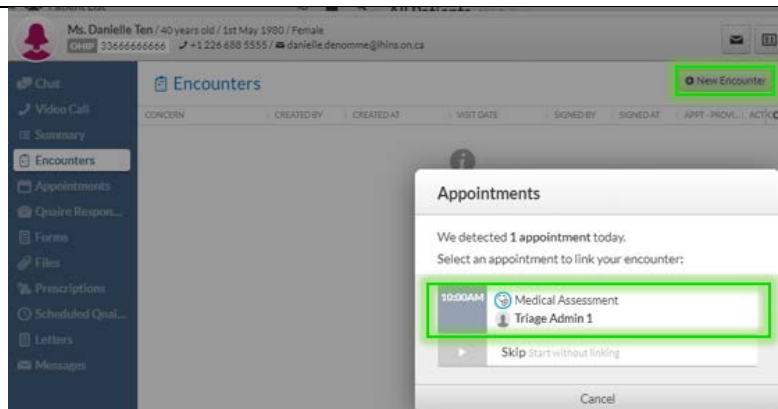 Ms. Danielle Ten / 40 years old / 1st May 1980 / Female
OHIP 33666666666 +1 226 688 5555 / danielle.denomme@lhins.on.ca
Chat
Video Call
Summary
Encounters
Appointments
Qnaire Respon...
Forms
Files
Prescriptions
Scheduled Qnai...
Letters
Messages
Encounters
New Encounter
CONCERN CREATED BY CREATED AT VISIT DATE SIGNED BY SIGNED AT APPT - PROVI...
Appointments
We detected 1 appointment today.
Select an appointment to link your encounter:
10:00AM Medical Assessment
Triage Admin 1
Skip Start without linking
Cancel